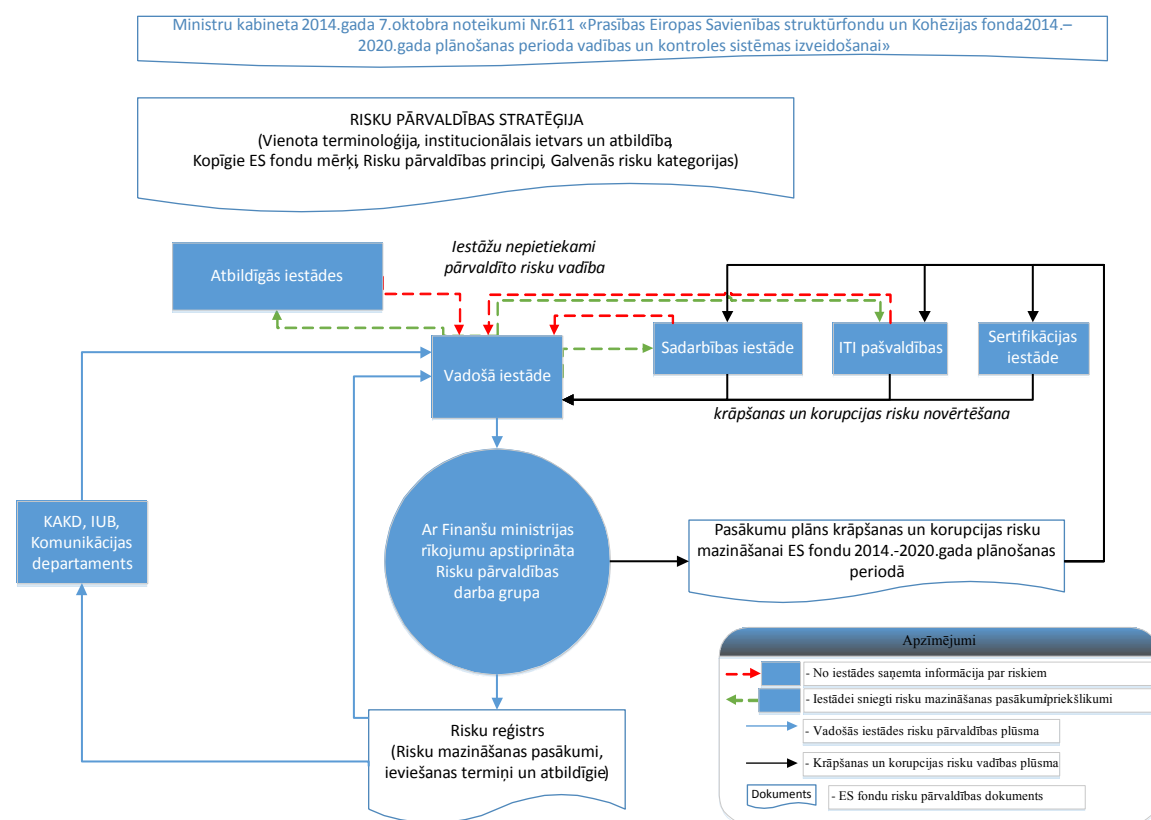 Ministru kabineta 2014.gada 7.oktobra noteikumi Nr.611 «Prasības Eiropas Savienības struktūrfondu un Kohēzijas fonda2014.–
2020.gada plānošanas perioda vadības un kontroles sistēmas izveidošanai»
RISKU PĀRVALDĪBAS STRATĒĢIJA
(Vienota terminoloģija, institucionālais ietvars un atbildība,
Kopīgie ES fondu mērķi, Risku pārvaldības principi, Galvenās risku kategorijas)
Iestāžu nepietiekami
pārvaldīto risku vadība
Atbildīgās iestādes
Vadošā iestāde
Sadarbības iestāde
ITI pašvaldības
Sertifikācijas
iestāde
krāpšanas un korupcijas risku novērtēšana
KAKD, IUB,
Komunikācijas
departaments
Ar Finanšu ministrijas
rīkojumu apstiprināta
Risku pārvaldības
darba grupa
Pasākumu plāns krāpšanas un korupcijas risku
mazināšanai ES fondu 2014.-2020.gada plānošanas
periodā
Risku reģistrs
(Risku mazināšanas pasākumi,
ieviešanas termiņi un atbildīgie)
Apzīmējumi
- No iestādes saņemta informācija par riskiem
- Iestādei sniegti risku mazināšanas pasākumi/priekšlikumi
- Vadošās iestādes risku pārvaldības plūsma
- Krāpšanas un korupcijas risku vadības plūsma
Dokuments
- ES fondu risku pārvaldības dokuments